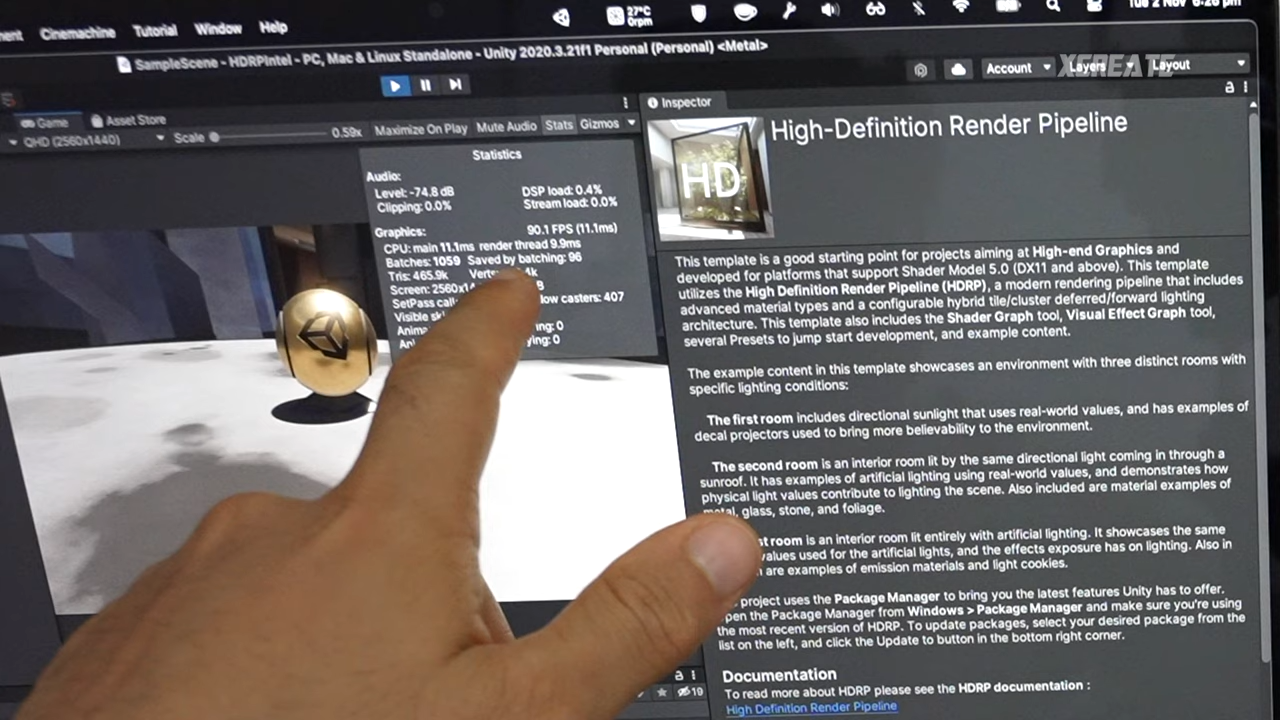 Cinemachine Tutorial Window Help
27°C
0rpm
Tue 2 Nov 6:26 pm
SampleScene - HDRPIntel - PC, Mac & Linux Standalone - Unity 2020.3.21f1 Personal (Personal) <Metal>
XCREATE
Account Layers Layout
Game Asset Store
QHD (2560x1440) Scale 0.59x Maximize On Play Mute Audio Stats Gizmos
Statistics
Audio:
Level: -74.8 dB DSP load: 0.4%
Clipping: 0.0% Stream load: 0.0%
Graphics: 90.1 FPS (11.1ms)
CPU: main 11.1ms render thread 9.9ms
Batches: 1059 Saved by batching: 96
Tris: 465.9k
Screen:
SetPass casters: 407
Visible
0
0
Inspector
HD
High-Definition Render Pipeline
This template is a good starting point for projects aiming at High-end Graphics and
developed for platforms that support Shader Model 5.0 (DX11 and above). This template
utilizes the High Definition Render Pipeline (HDRP), a modern rendering pipeline that includes
advanced material types and a configurable hybrid tile/cluster deferred/forward lighting
architecture. This template also includes the Shader Graph tool, Visual Effect Graph tool,
several Presets to jump start development, and example content.
The example content in this template showcases an environment with three distinct rooms with
specific lighting conditions:
The first room includes directional sunlight that uses real-world values, and has examples of
decal projectors used to bring more believability to the environment.
The second room is an interior room lit by the same directional light coming in through a
sunroof. It has examples of artificial lighting using real-world values, and demonstrates how
physical light values contribute to lighting the scene. Also included are material examples of
metal, glass, stone, and foliage.
room is an interior room lit entirely with artificial lighting. It showcases the same
values used for the artificial lights, and the effects exposure has on lighting. Also in
are examples of emission materials and light cookies.
project uses the Package Manager to bring you the latest features Unity has to offer.
Open the Package Manager from Windows > Package Manager and make sure you're using
the most recent version of HDRP. To update packages, select your desired package from the
list on the left, and click the Update to button in the bottom right corner.
Documentation
To read more about HDRP please see the HDRP documentation :
High Definition Render Pipeline
19